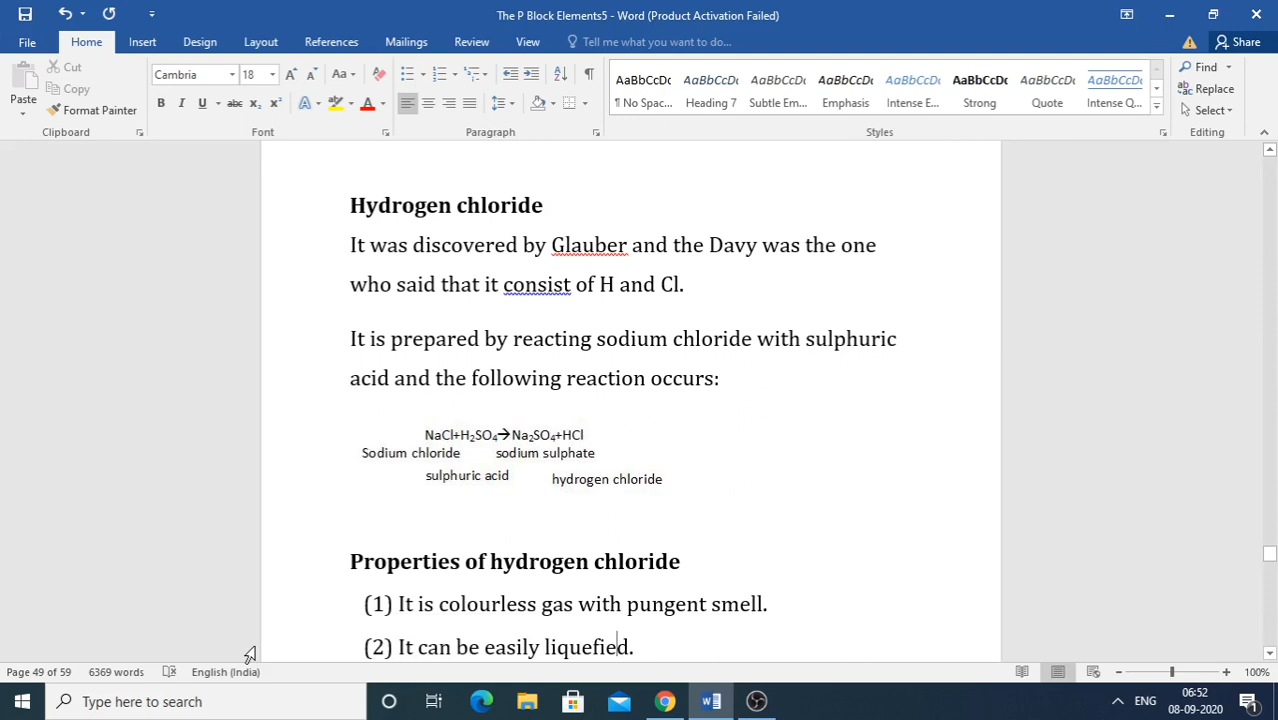 The P Block Elements5 - Word (Product Activation Failed)
File Home Insert Design Layout References Mailings Review View Tell me what you want to do... Share
Paste Cut Copy Format Painter
Clipboard
Cambria 18 Aa
B I U abc x₂ x² A A
Font
Paragraph
AaBbCcDc AaBbCcDc AaBbCcDc AaBbCcDc AaBbCcDc AaBbCcDc AaBbCcDc AaBbCcDc
¶ No Spac... Heading 7 Subtle Em... Emphasis Intense E... Strong Quote Intense Q...
Styles
Find
Replace
Select
Editing
Hydrogen chloride
It was discovered by Glauber and the Davy was the one
who said that it consist of H and Cl.
It is prepared by reacting sodium chloride with sulphuric
acid and the following reaction occurs:
NaCl+H₂SO₄→Na₂SO₄+HCl
Sodium chloride sodium sulphate
sulphuric acid hydrogen chloride
Properties of hydrogen chloride
(1) It is colourless gas with pungent smell.
(2) It can be easily liquefied.
Page 49 of 59 6369 words English (India) 100%
Type here to search
ENG 06:52
08-09-2020